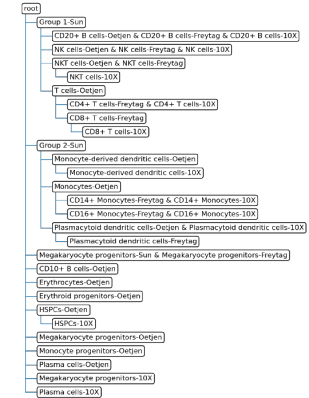 root
Group 1-Sun
CD20+ B cells-Oetjen & CD20+ B cells-Freytag & CD20+ B cells-10X
NK cells-Oetjen & NK cells-Freytag & NK cells-10X
NKT cells-Oetjen & NKT cells-Freytag
NKT cells-10X
T cells-Oetjen
CD4+ T cells-Freytag & CD4+ T cells-10X
CD8+ T cells-Freytag
CD8+ T cells-10X
Group 2-Sun
Monocyte-derived dendritic cells-Oetjen
Monocyte-derived dendritic cells-10X
Monocytes-Oetjen
CD14+ Monocytes-Freytag & CD14+ Monocytes-10X
CD16+ Monocytes-Freytag & CD16+ Monocytes-10X
Plasmacytoid dendritic cells-Oetjen & Plasmacytoid dendritic cells-10X
Plasmacytoid dendritic cells-Freytag
Megakaryocyte progenitors-Sun & Megakaryocyte progenitors-Freytag
CD10+ B cells-Oetjen
Erythrocytes-Oetjen
Erythroid progenitors-Oetjen
HSPCs-Oetjen
HSPCs-10X
Megakaryocyte progenitors-Oetjen
Monocyte progenitors-Oetjen
Plasma cells-Oetjen
Megakaryocyte progenitors-10X
Plasma cells-10X